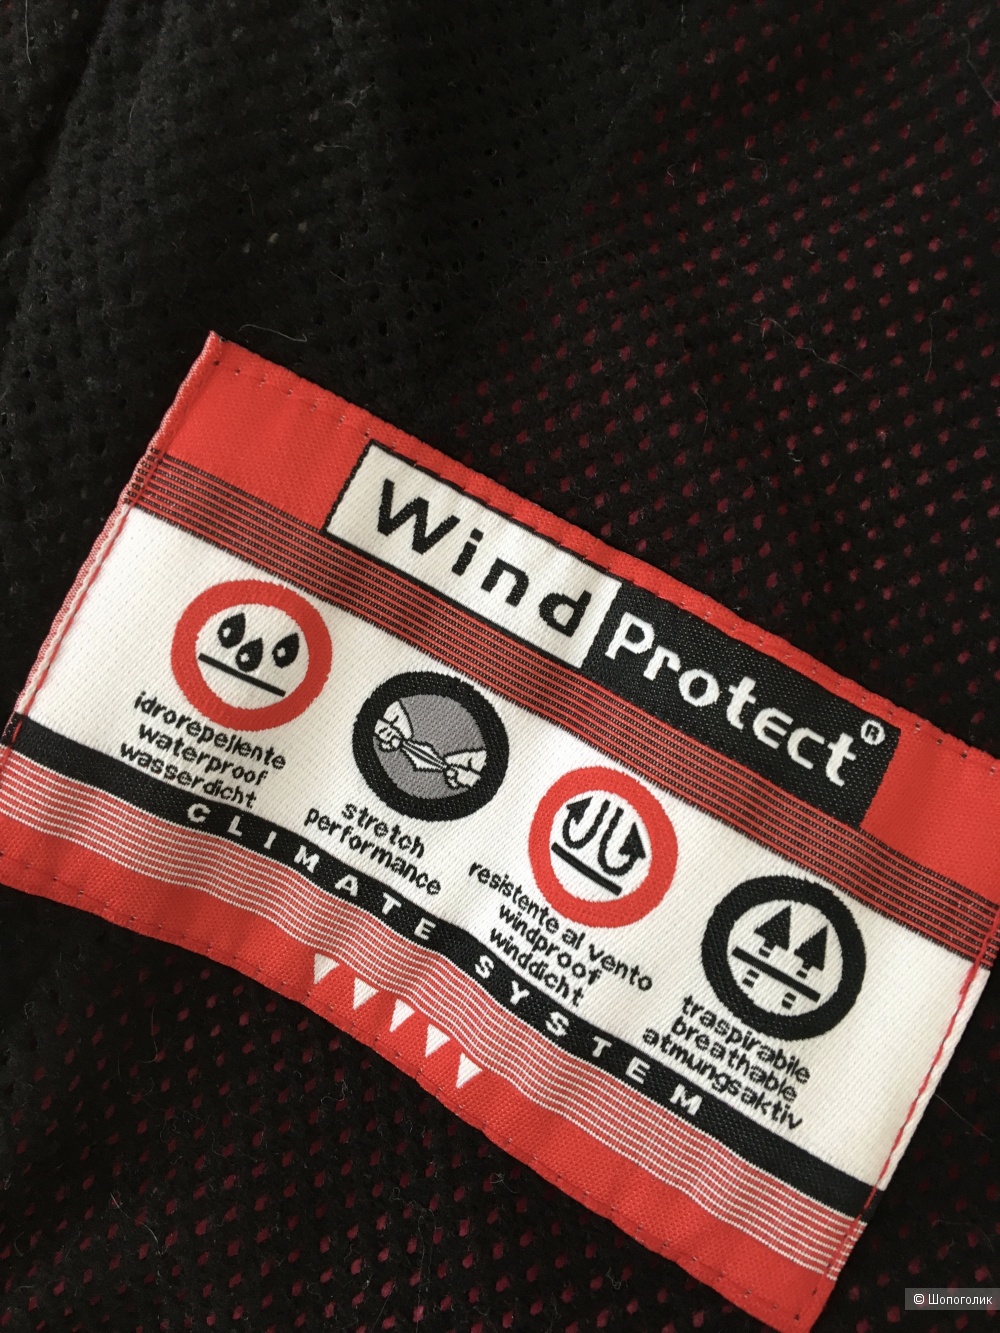 Wind Protect®
idrorepellente
waterproof
wasserdicht
stretch
performance
resistente al vento
windproof
winddicht
traspirabile
breathable
atmungsaktiv
CLIMATE SYSTEM
© Шопоголик